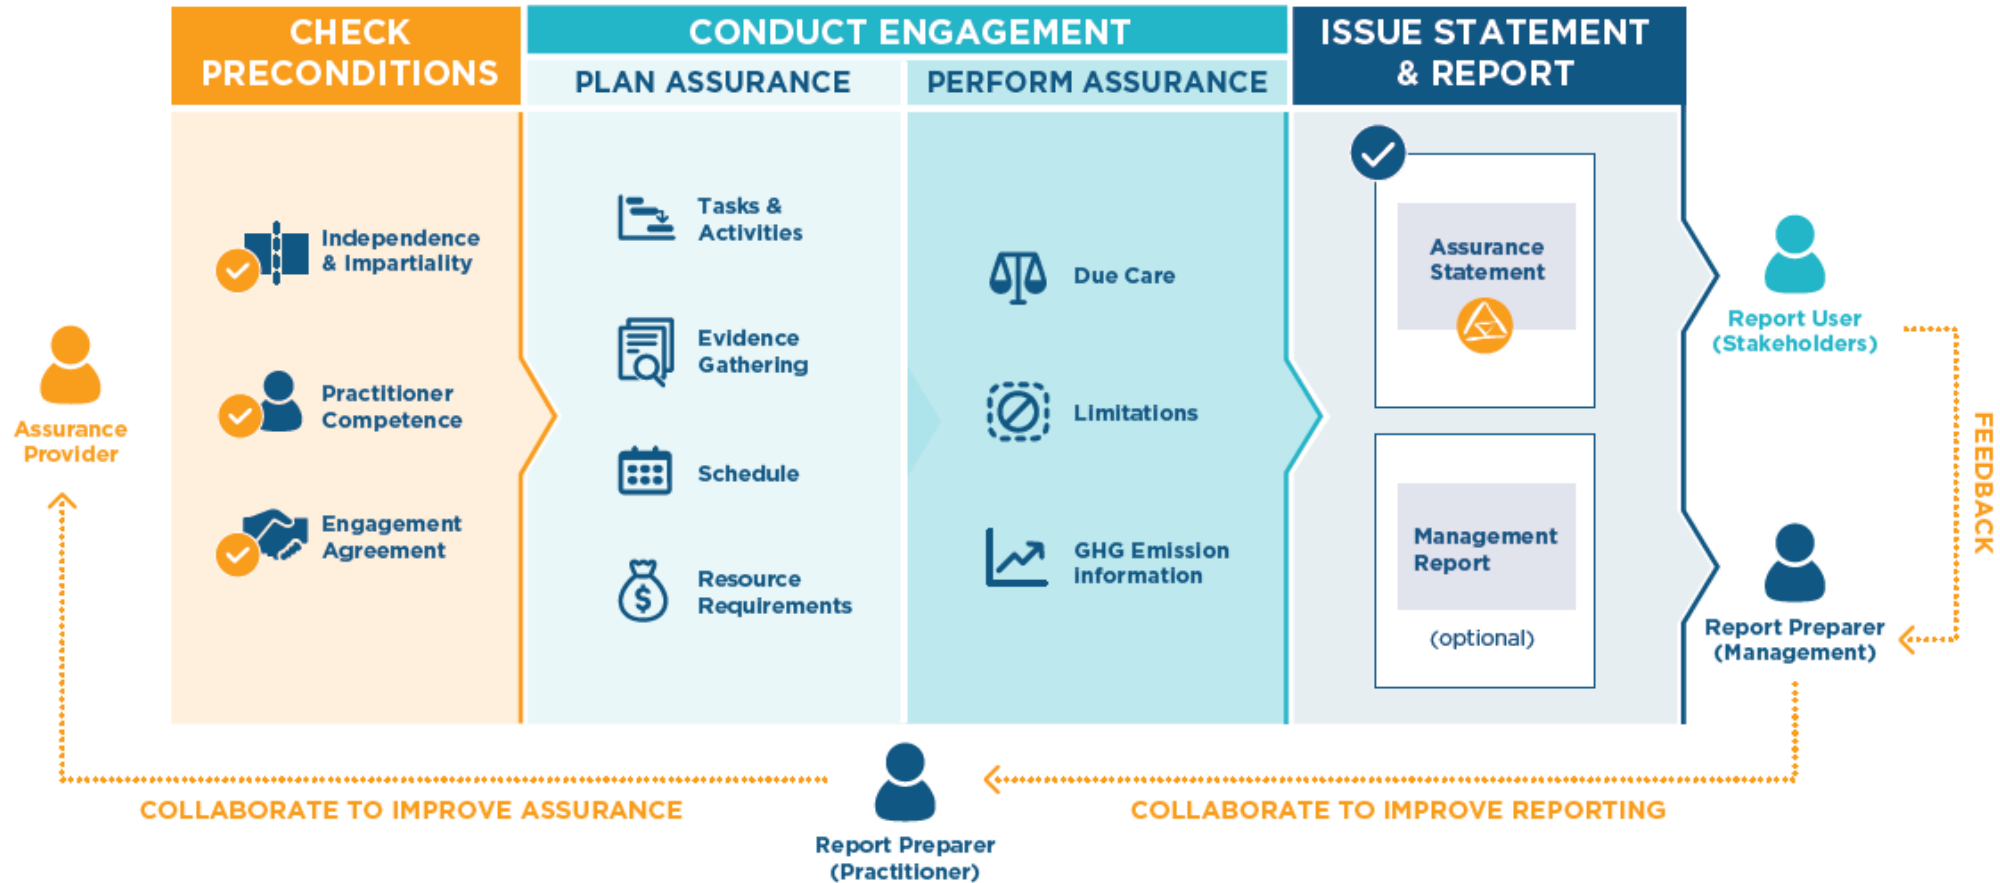 CHECK
PRECONDITIONS
CONDUCT ENGAGEMENT
PLAN ASSURANCE
PERFORM ASSURANCE
ISSUE STATEMENT
& REPORT
Independence
& Impartiality
Practitioner
Competence
Engagement
Agreement
Tasks &
Activities
Evidence
Gathering
Schedule
$
Resource
Requirements
Due Care
Limitations
GHG Emission
Information
Assurance
Statement
Management
Report
(optional)
Assurance
Provider
Report User
(Stakeholders)
FEEDBACK
Report Preparer
(Management)
COLLABORATE TO IMPROVE ASSURANCE
COLLABORATE TO IMPROVE REPORTING
Report Preparer
(Practitioner)